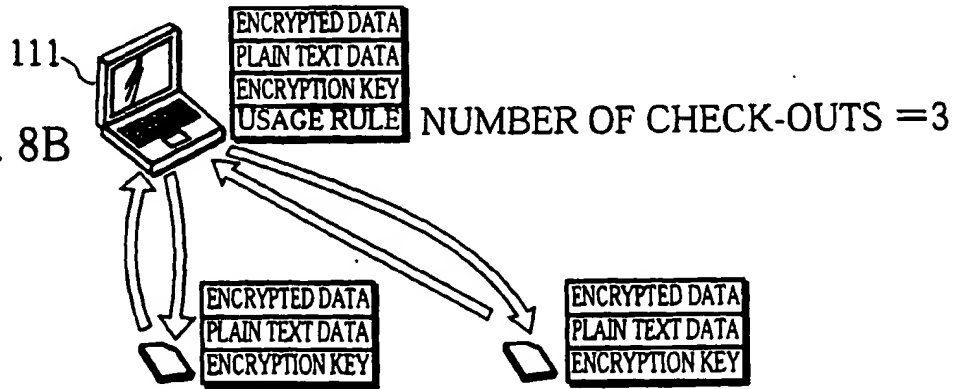 ENCRYPTED DATA
111
PLAIN TEXT DATA
ENCRYPTION KEY
USAGE RULE
NUMBER OF CHECK-OUTS =3
. 8B
ENCRYPTED DATA
PLAIN TEXT DATA
ENCRYPTION KEY
ENCRYPTED DATA
PLAIN TEXT DATA
ENCRYPTION KEY